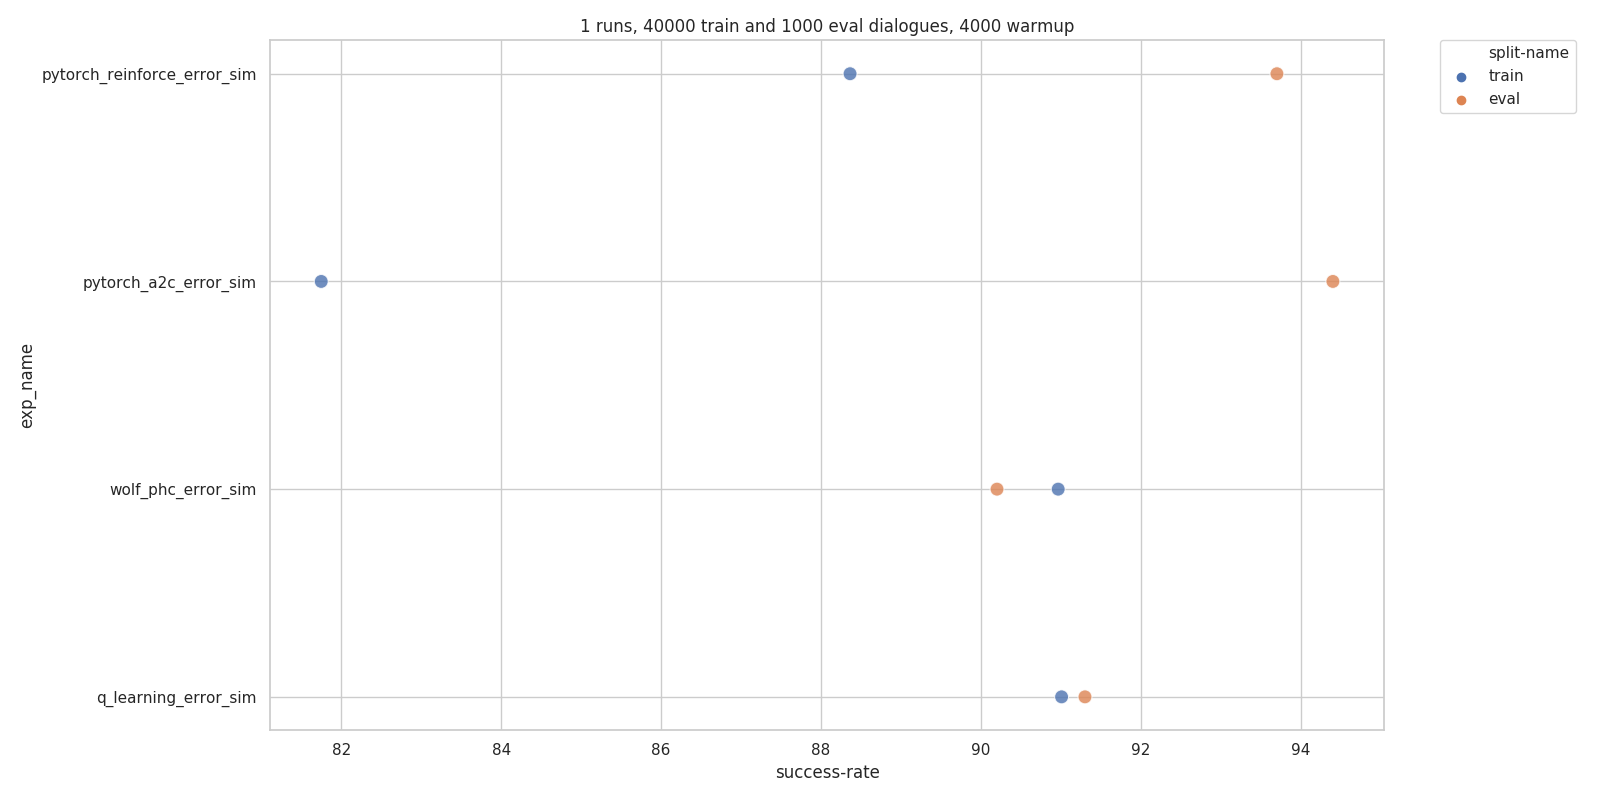 1 runs, 40000 train and 1000 eval dialogues, 4000 warmup
split-name
train
eval
pytorch_reinforce_error_sim
pytorch_a2c_error_sim
wolf_phc_error_sim
q_learning_error_sim
exp_name
82 84 86 88 90 92 94
success-rate